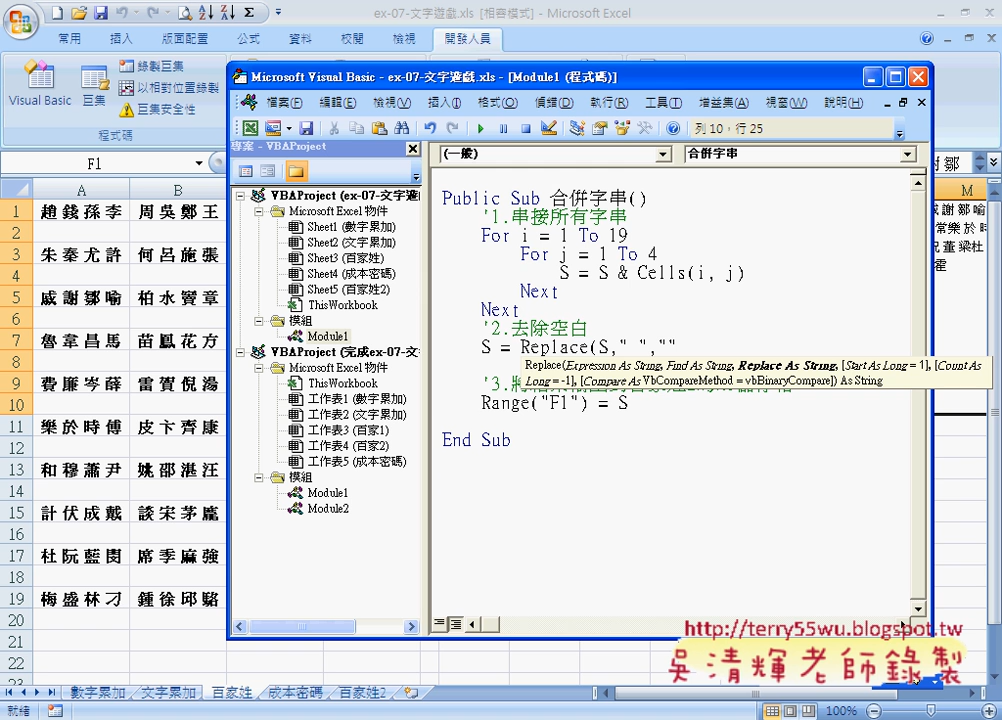 ex-07-文字遊戲.xls [相容模式] - Microsoft Excel
常用 插入 版面配置 公式 資料 校閱 檢視 開發人員
Visual Basic
巨集
錄製巨集
以相對位置錄製
巨集安全性
程式碼
F1
Microsoft Visual Basic - ex-07-文字遊戲.xls - [Module1 (程式碼)]
檔案(F) 編輯(E) 檢視(V) 插入(I) 格式(O) 偵錯(D) 執行(R) 工具(T) 增益集(A) 視窗(W) 說明(H)
列 10, 行 25
專案 - VBAProject
VBAProject (ex-07-文字遊
Microsoft Excel 物件
Sheet1 (數字累加)
Sheet2 (文字累加)
Sheet3 (百家姓)
Sheet4 (成本密碼)
Sheet5 (百家姓2)
ThisWorkbook
模組
Module1
VBAProject (完成ex-07-文
Microsoft Excel 物件
ThisWorkbook
工作表1 (數字累加)
工作表2 (文字累加)
工作表3 (百家1)
工作表4 (百家2)
工作表5 (成本密碼)
模組
Module1
Module2
(一般) 合併字串
Public Sub 合併字串()
'1.串接所有字串
For i = 1 To 19
For j = 1 To 4
S = S & Cells(i, j)
Next
Next
'2.去除空白
S = Replace(S," ",""
Replace(Expression As String, Find As String, Replace As String, [Start As Long = 1], [Count As
Long = -1], [Compare As VbCompareMethod = vbBinaryCompare]) As String
Range("F1") = S
End Sub
A B M
1 趙錢孫李 周吳鄭王
2
3 朱秦尤許 何呂施張
4
5 戚謝鄒喻 柏水竇章
6
7 魯韋昌馬 苗鳳花方
8
9 費廉岑薛 雷賀倪湯
10
11 樂於時傅 皮卞齊康
12
13 和穆蕭尹 姚邵湛汪
14
15 計伏成戴 談宋茅龐
16
17 杜阮藍閔 席季麻強
18
19 梅盛林刁 鍾徐邱駱
20
21
22
謝鄒喻
常樂於時
董梁杜
霍
http://terry55wu.blogspot.tw
吳清輝老師錄製
數字累加 文字累加 百家姓 成本密碼 百家姓2
就緒
100%